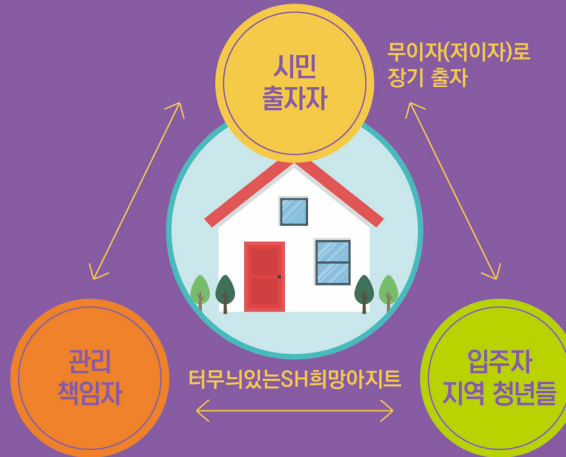 시민
출자자
무이자(저이자)로
장기 출자
관리
책임자
터무늬있는SH희망아지트
입주자
지역 청년들